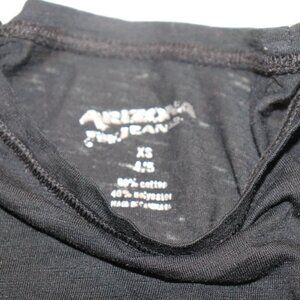 ARIZONA
JEAN
XS
4/5
60% cotton
40% polyester